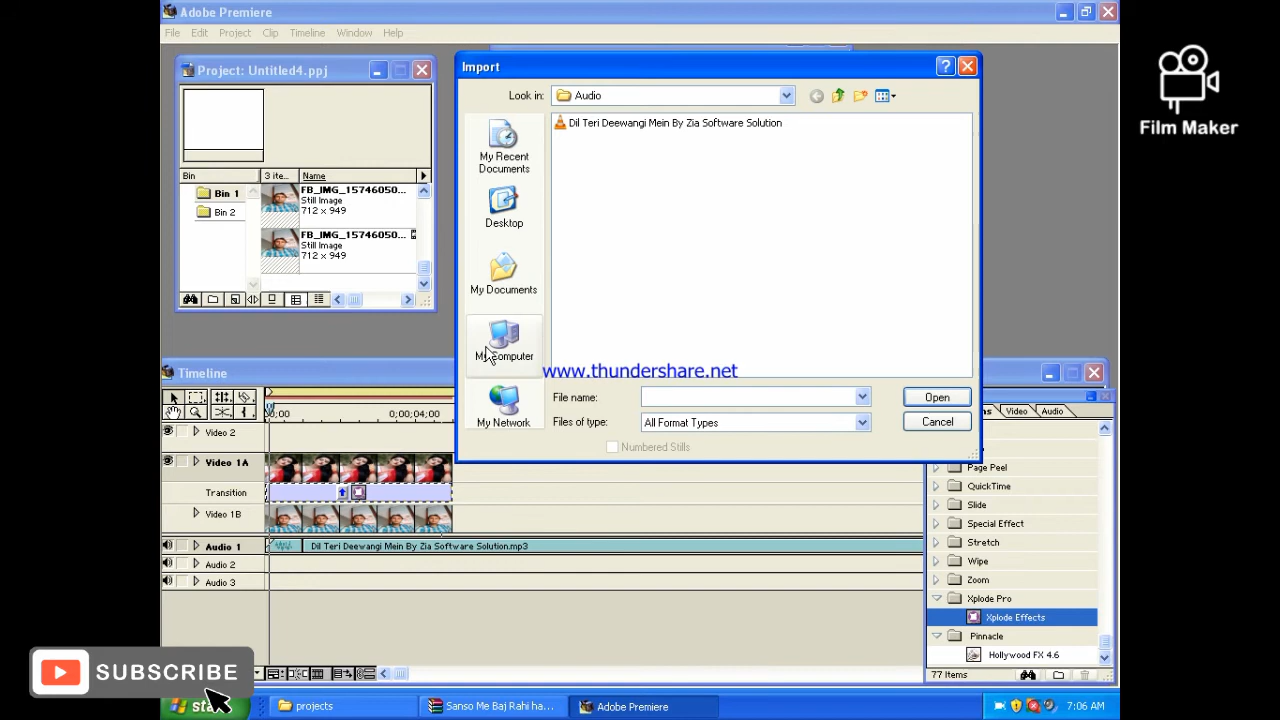 Adobe Premiere
File Edit Project Clip Timeline Window Help
Project: Untitled4.ppj
Bin 3 ite... Name
Bin 1
Bin 2
FB_IMG_15746050...
Still Image
712 x 949
FB_IMG_15746050...
Still Image
712 x 949
Import
Look in: Audio
Dil Teri Deewangi Mein By Zia Software Solution
My Recent
Documents
Desktop
My Documents
My Computer
My Network
www.thundershare.net
File name:
Open
Files of type: All Format Types
Cancel
Numbered Stills
Film Maker
Timeline
0;00 0;00;04;00
Video 2
Video 1A
Transition
Video 1B
Audio 1 Dil Teri Deewangi Mein By Zia Software Solution.mp3
Audio 2
Audio 3
Video Audio
Page Peel
QuickTime
Slide
Special Effect
Stretch
Wipe
Zoom
Xplode Pro
Xplode Effects
Pinnacle
Hollywood FX 4.6
77 Items
SUBSCRIBE
projects
Sanso Me Baj Rahi ha...
Adobe Premiere
7:06 AM